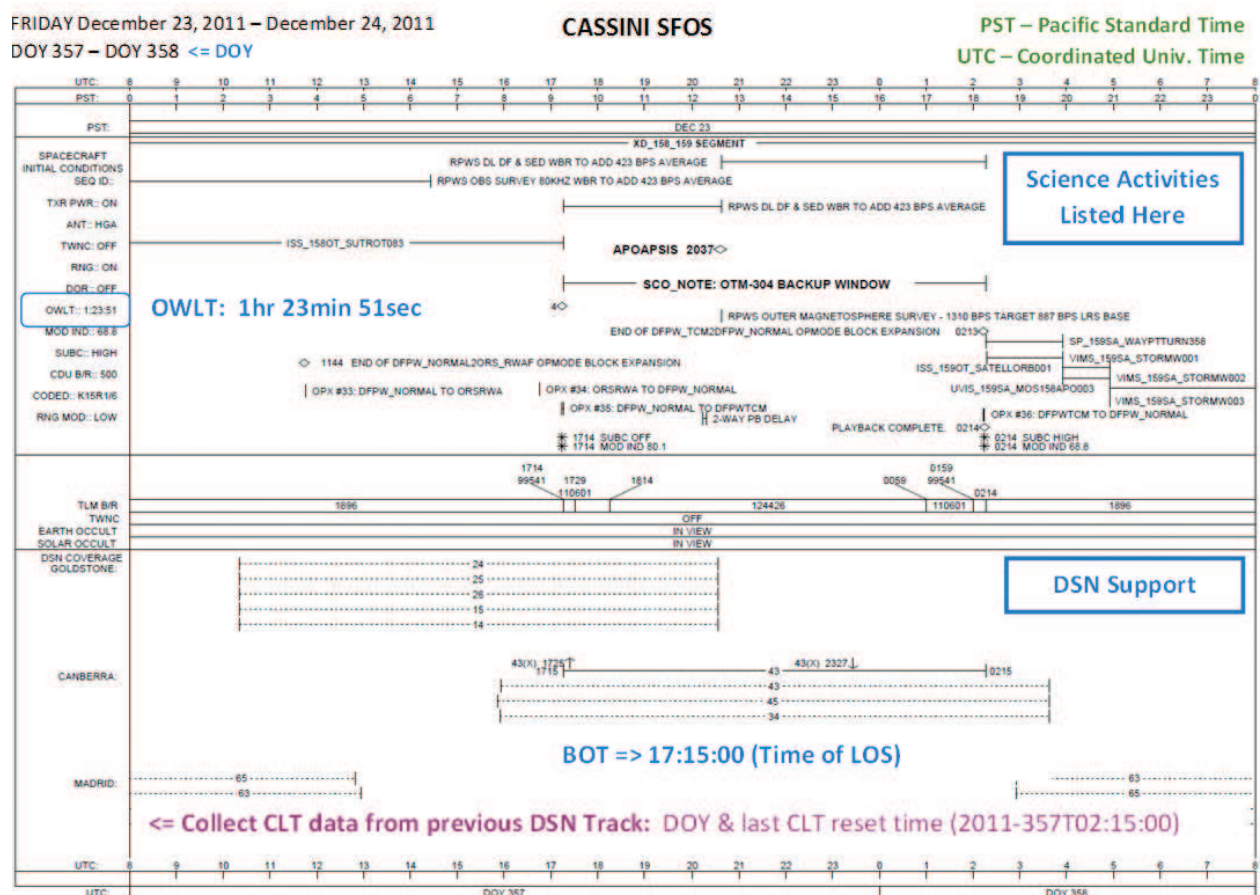 FRIDAY December 23, 2011 – December 24, 2011
CASSINI SFOS
PST – Pacific Standard Time
DOY 357 – DOY 358 <= DOY
UTC – Coordinated Univ. Time
UTC: 8 9 10 11 12 13 14 15 16 17 18 19 20 21 22 23 0 1 2 3 4 5 6 7 8
PST: 0 1 2 3 4 5 6 7 8 9 10 11 12 13 14 15 16 17 18 19 20 21 22 23 0
PST: DEC 23
XD_158_159 SEGMENT
SPACECRAFT
INITIAL CONDITIONS
RPWS DL DF & SED WBR TO ADD 423 BPS AVERAGE
SEQ ID::
RPWS OBS SURVEY 80KHZ WBR TO ADD 423 BPS AVERAGE
Science Activities
Listed Here
TXR PWR:: ON
RPWS DL DF & SED WBR TO ADD 423 BPS AVERAGE
ANT:: HGA
TWNC:: OFF
ISS_158OT_SUTROT083
APOAPSIS 2037
RNG:: ON
DOR:: OFF
SCO_NOTE: OTM-304 BACKUP WINDOW
OWLT:: 1:23:51
OWLT: 1hr 23min 51sec
4
RPWS OUTER MAGNETOSPHERE SURVEY - 1310 BPS TARGET 887 BPS LRS BASE
MOD IND:: 68.8
END OF DFPW_TCM2DFPW_NORMAL OPMODE BLOCK EXPANSION 0213
SP_159SA_WAYPTTURN358
SUBC:: HIGH
VIMS_159SA_STORMW001
1144 END OF DFPW_NORMAL2ORS_RWAF OPMODE BLOCK EXPANSION
ISS_159OT_SATELLORB001
CDU B/R:: 500
VIMS_159SA_STORMW002
OPX #33: DFPW_NORMAL TO ORSRWA
OPX #34: ORSRWA TO DFPW_NORMAL
UVIS_159SA_MOS158APO003
CODED:: K15R1/6
VIMS_159SA_STORMW003
OPX #35: DFPW_NORMAL TO DFPWTCM
OPX #36: DFPWTCM TO DFPW_NORMAL
RNG MOD:: LOW
2-WAY PB DELAY
PLAYBACK COMPLETE. 0214
1714 SUBC OFF
0214 SUBC HIGH
1714 MOD IND 80.1
0214 MOD IND 68.8
1714
99541
1729
110601
1814
0059
0159
99541
0214
TLM B/R 1896 124426 110601 1896
TWNC OFF
EARTH OCCULT IN VIEW
SOLAR OCCULT IN VIEW
DSN COVERAGE
GOLDSTONE:
24
25
26
15
14
DSN Support
43(X) 1725
43(X) 2327
CANBERRA:
1715 43 0215
43
45
34
BOT => 17:15:00 (Time of LOS)
MADRID:
65 63
63 65
<= Collect CLT data from previous DSN Track: DOY & last CLT reset time (2011-357T02:15:00)
UTC: 8 9 10 11 12 13 14 15 16 17 18 19 20 21 22 23 0 1 2 3 4 5 6 7 8
UTC: DOY 357 DOY 358